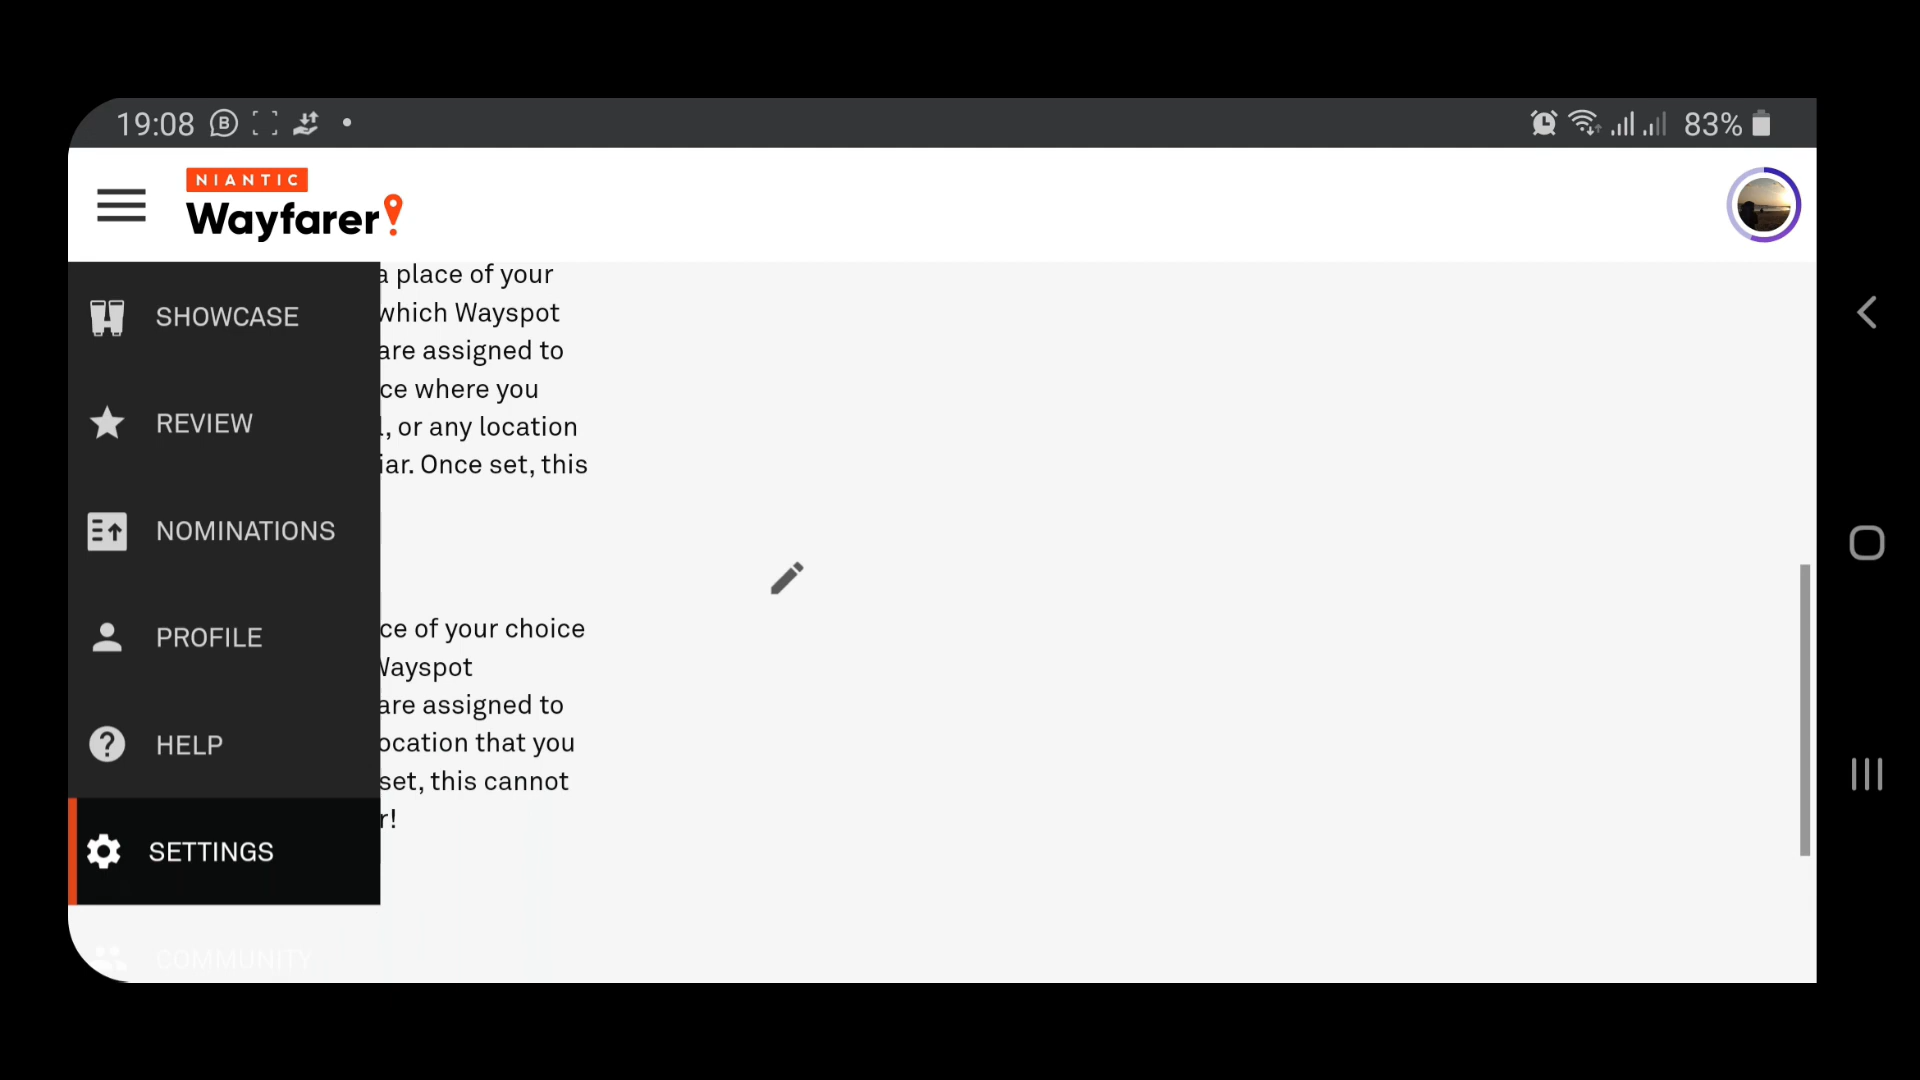 19:08
83%
NIANTIC
Wayfarer
a place of your
which Wayspot
are assigned to
ce where you
, or any location
iar. Once set, this
ce of your choice
Wayspot
are assigned to
ocation that you
set, this cannot
r!
SHOWCASE
REVIEW
NOMINATIONS
PROFILE
HELP
SETTINGS
COMMUNITY